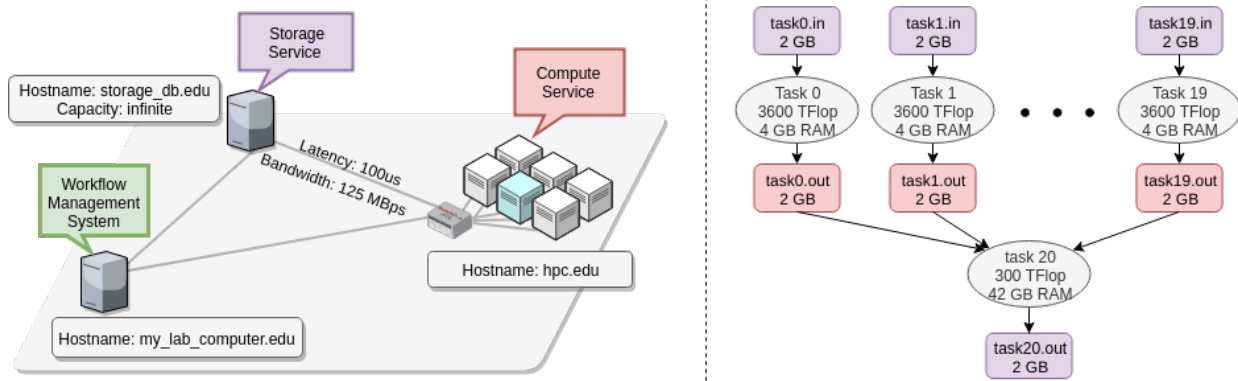 Storage
Service
Hostname: storage_db.edu
Capacity: infinite
Compute
Service
Latency: 100us
Bandwidth: 125 MBps
Workflow
Management
System
Hostname: hpc.edu
Hostname: my_lab_computer.edu
task0.in
2 GB
task1.in
2 GB
task19.in
2 GB
Task 0
3600 TFlop
4 GB RAM
Task 1
3600 TFlop
4 GB RAM
Task 19
3600 TFlop
4 GB RAM
task0.out
2 GB
task1.out
2 GB
task19.out
2 GB
task 20
300 TFlop
42 GB RAM
task20.out
2 GB